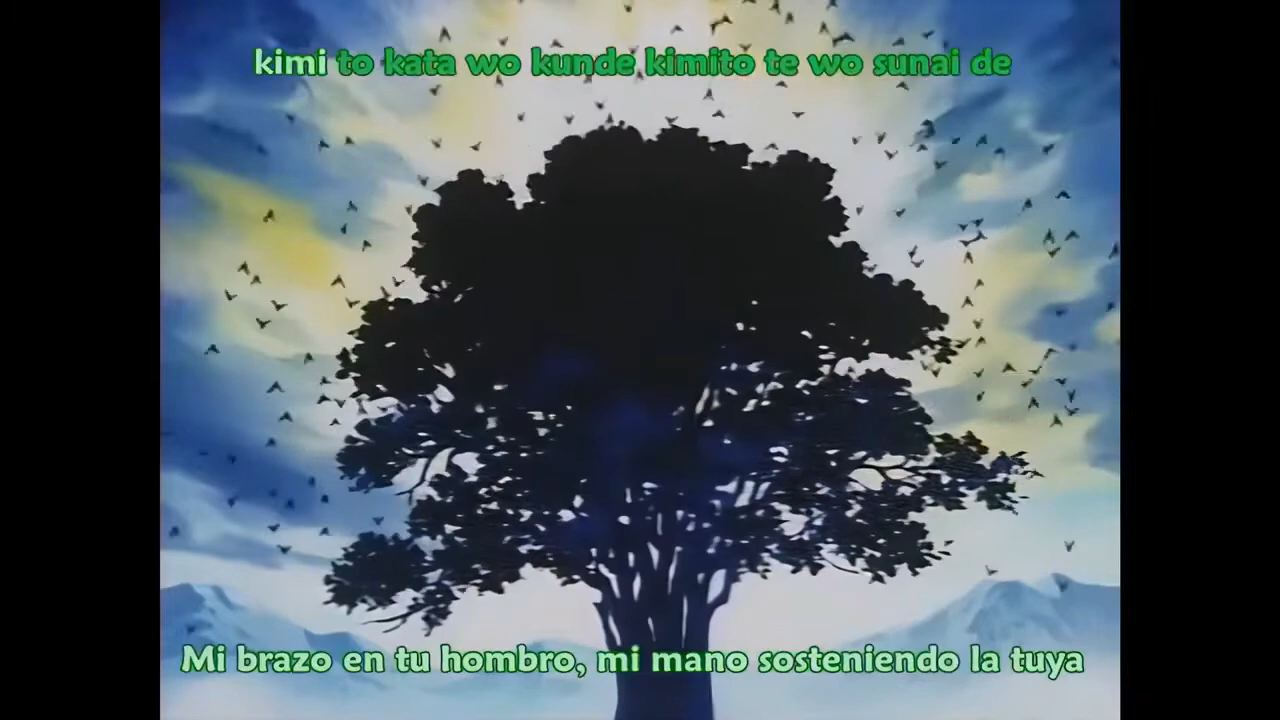 kimi to kata wo kunde kimito te wo sunai de
Mi brazo en tu hombro, mi mano sosteniendo la tuya